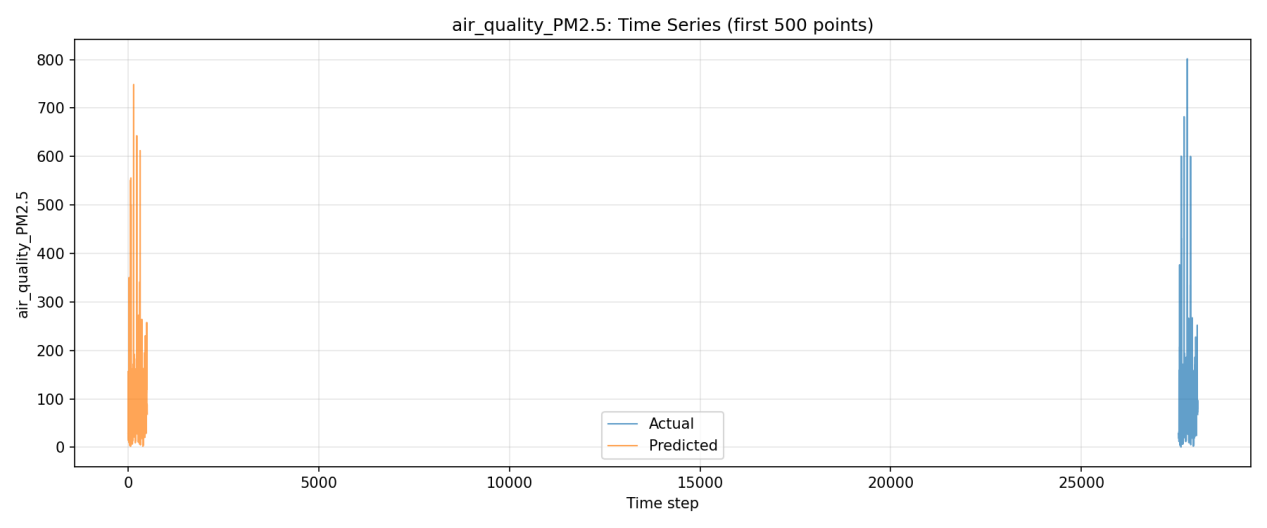 air_quality_PM2.5: Time Series (first 500 points)
air_quality_PM2.5
800
700
600
500
400
300
200
100
0
Actual
Predicted
0 5000 10000 15000 20000 25000
Time step